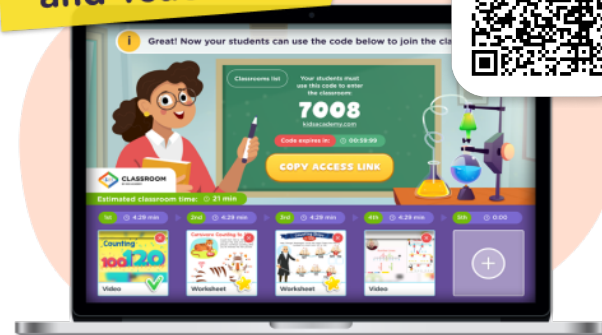 i Great! Now your students can use the code below to join the cla
Classrooms list
Your students must
use this code to enter
the classroom
7008
kidsacademy.com
Code expires in: 00:59:99
COPY ACCESS LINK
CLASSROOM
Estimated classroom time: 21 min
1st 4:29 min 2nd 4:29 min 3rd 4:29 min 4th 4:29 min 5th 0:00
Counting
100 120
Video Worksheet Worksheet Video